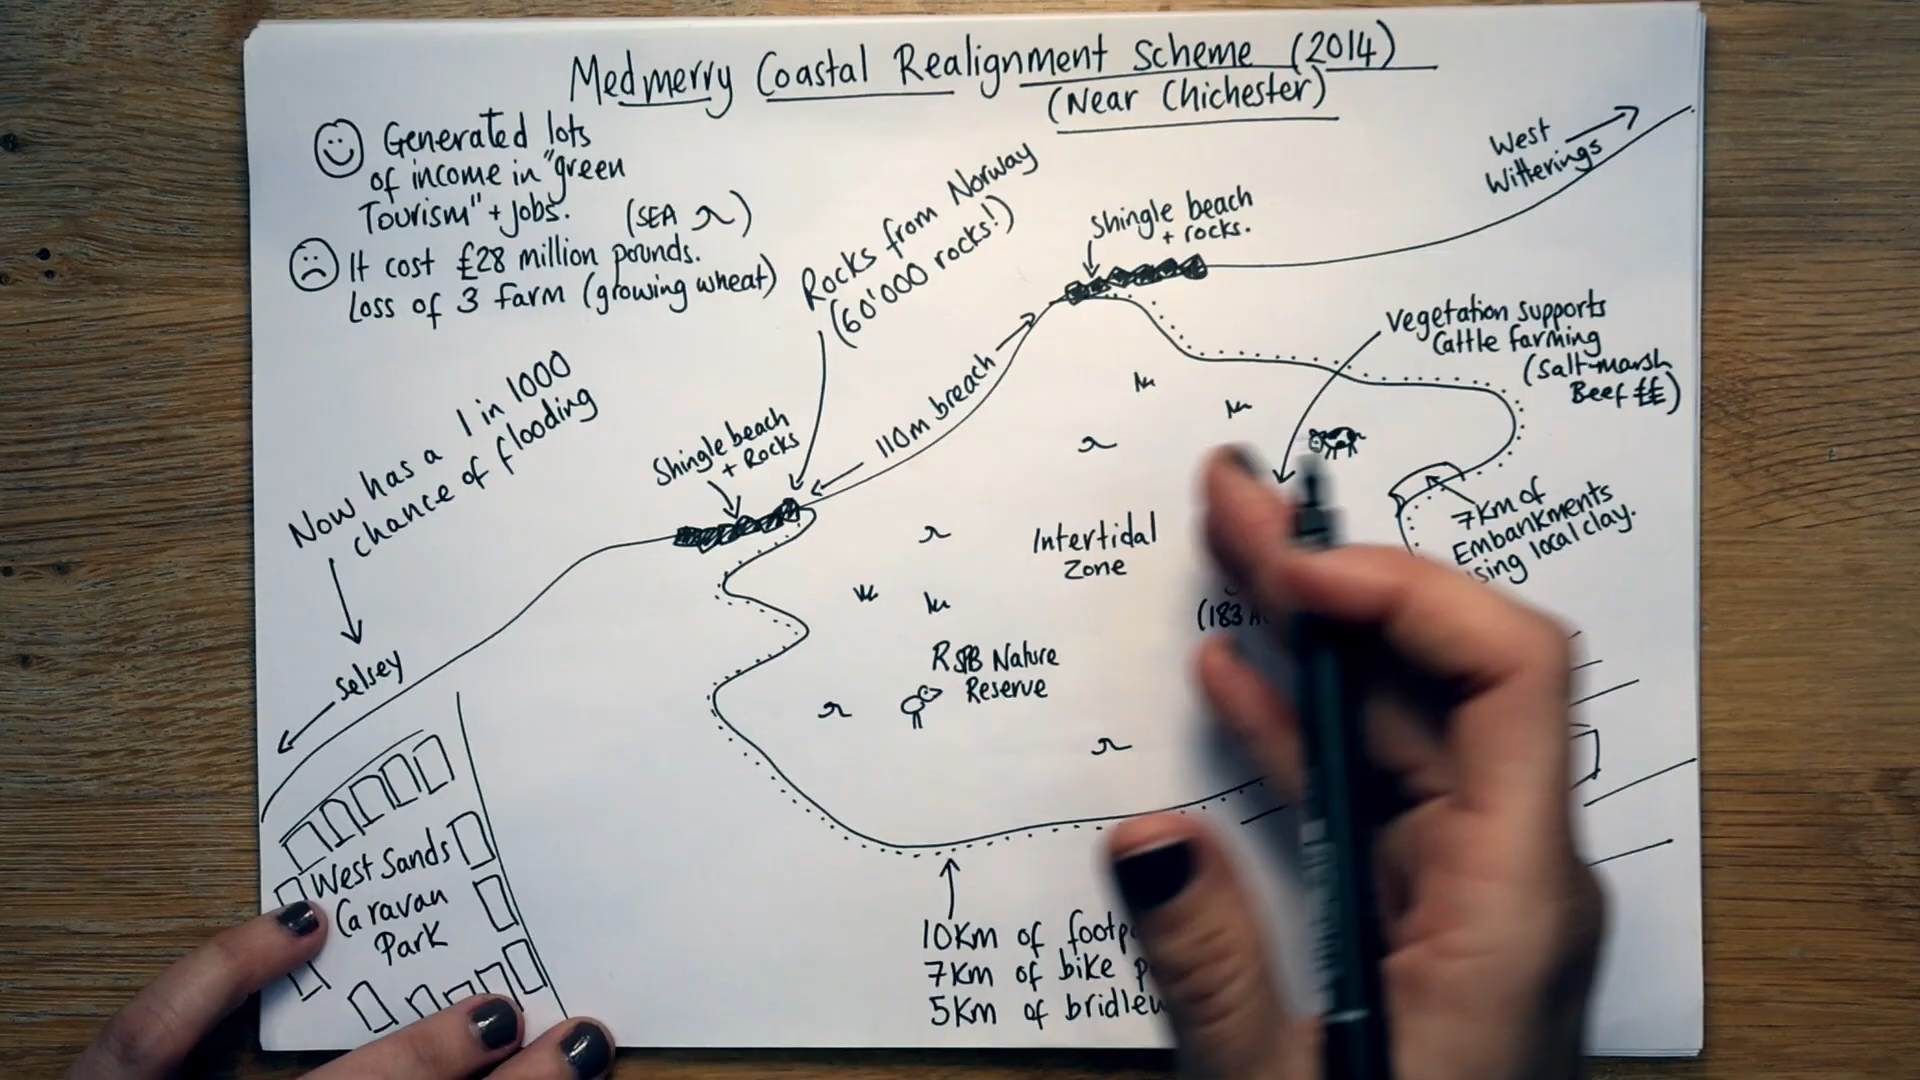 Medmerry Coastal Realignment Scheme (2014)
(Near Chichester)
Generated lots
of income in "green
Tourism" + Jobs.
(SEA
)
It cost £28 million pounds.
Loss of 3 farm (growing wheat)
Rocks from Norway
(60'000 rocks!)
Shingle beach
+ rocks.
West
Witterings
Vegetation supports
Cattle farming
(Salt-marsh
Beef ££)
Now has a 1 in 1000
chance of flooding
Shingle beach
+ Rocks
110m breach
7km of
Embankments
using local clay.
Intertidal
Zone
(183
RSPB Nature
Reserve
Selsey
West Sands
Caravan
Park
10km of
7km of bike
5km of